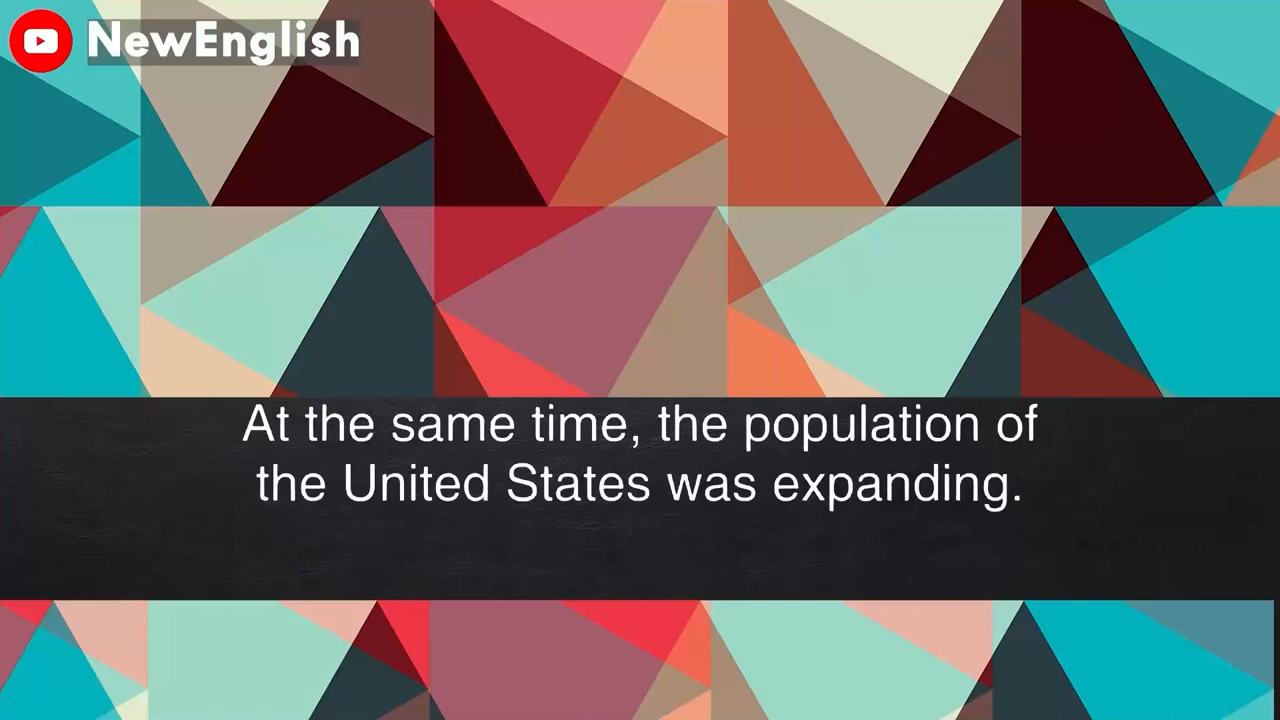 NewEnglish
At the same time, the population of
the United States was expanding.